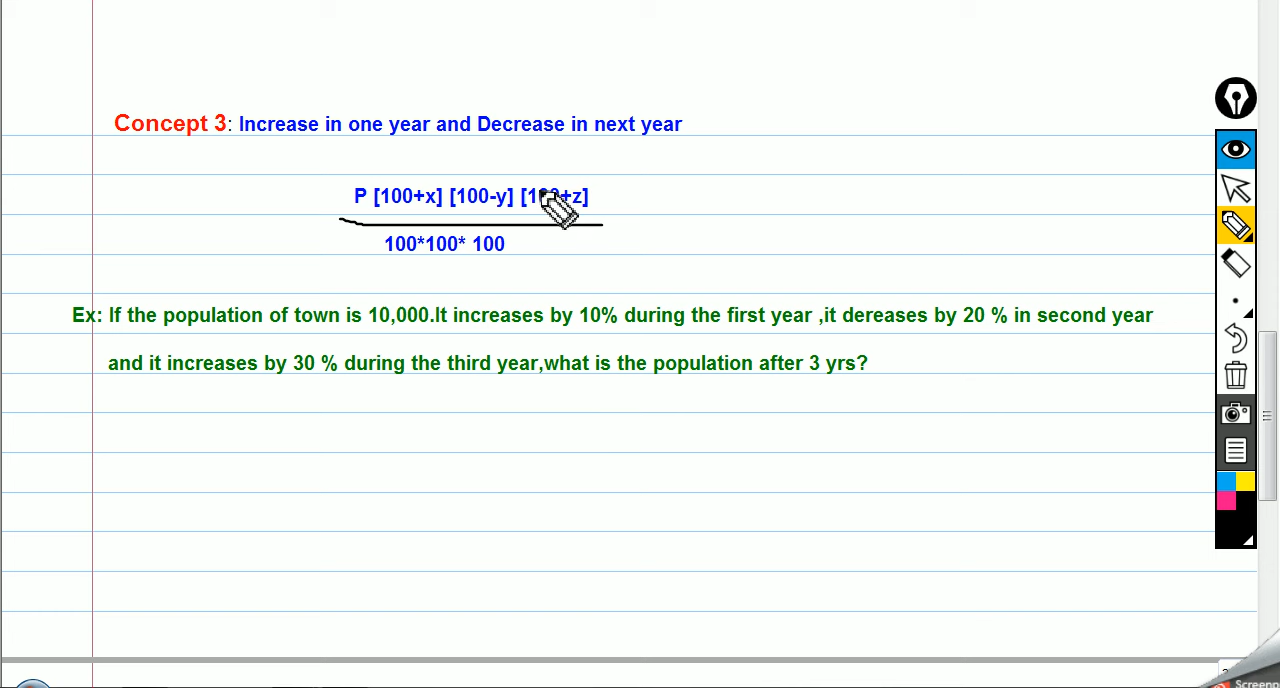 Concept 3: Increase in one year and Decrease in next year
P [100+x] [100-y] [1 +z]
100*100* 100
Ex: If the population of town is 10,000.It increases by 10% during the first year ,it dereases by 20 % in second year
and it increases by 30 % during the third year,what is the population after 3 yrs?